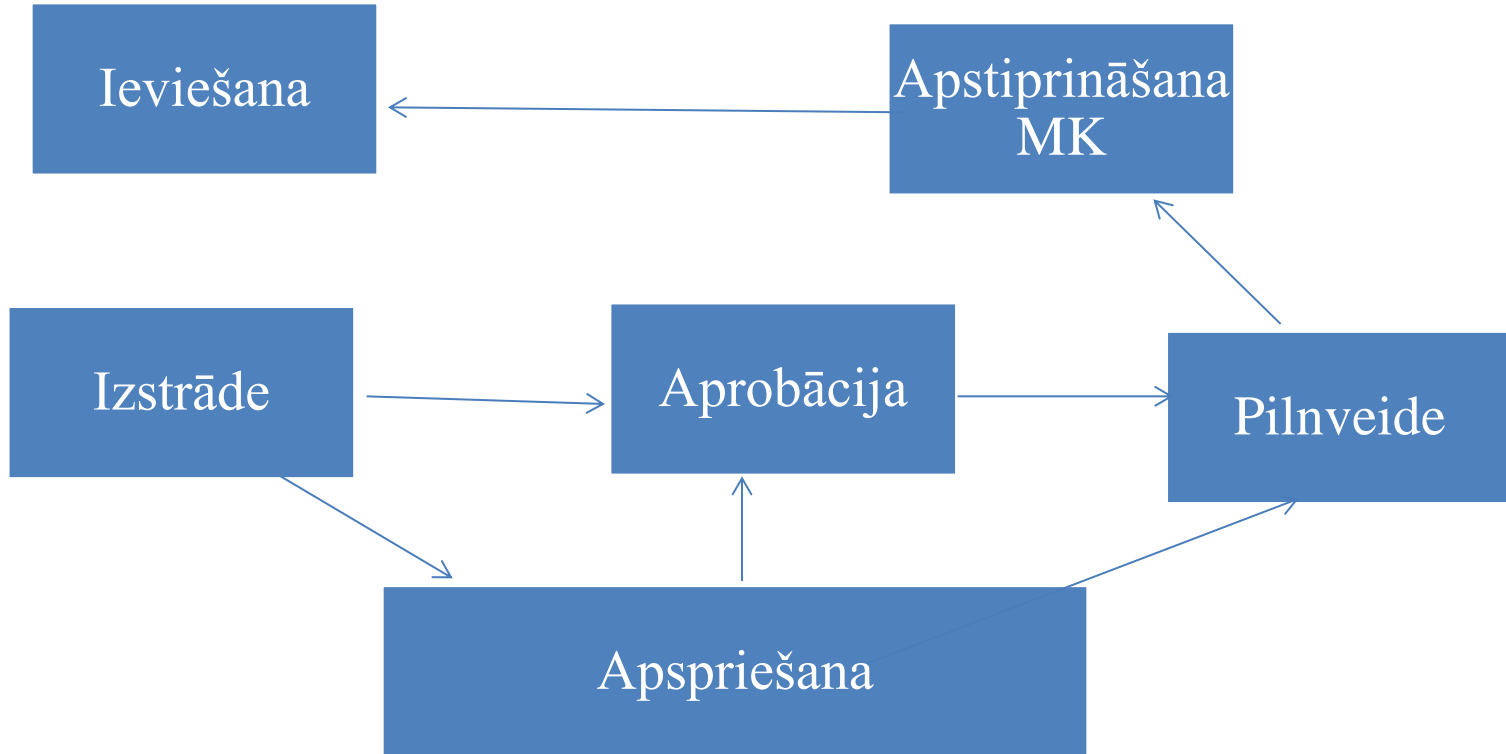 Ieviešana
Apstiprināšana
MK
Izstrāde
Aprobācija
Pilnveide
Apspriešana